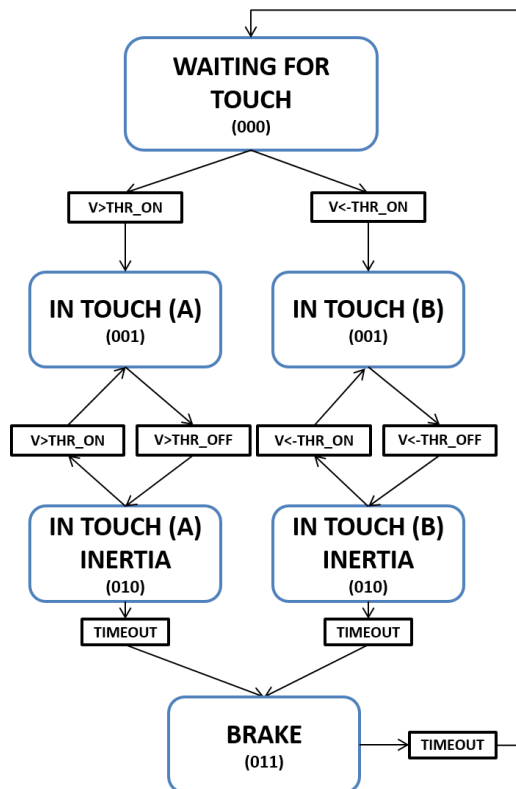 WAITING FOR
TOUCH
(000)
V>THR_ON
V<-THR_ON
IN TOUCH (A)
(001)
IN TOUCH (B)
(001)
V>THR_ON
V>THR_OFF
V<-THR_ON
V<-THR_OFF
IN TOUCH (A)
INERTIA
(010)
IN TOUCH (B)
INERTIA
(010)
TIMEOUT
TIMEOUT
BRAKE
(011)
TIMEOUT